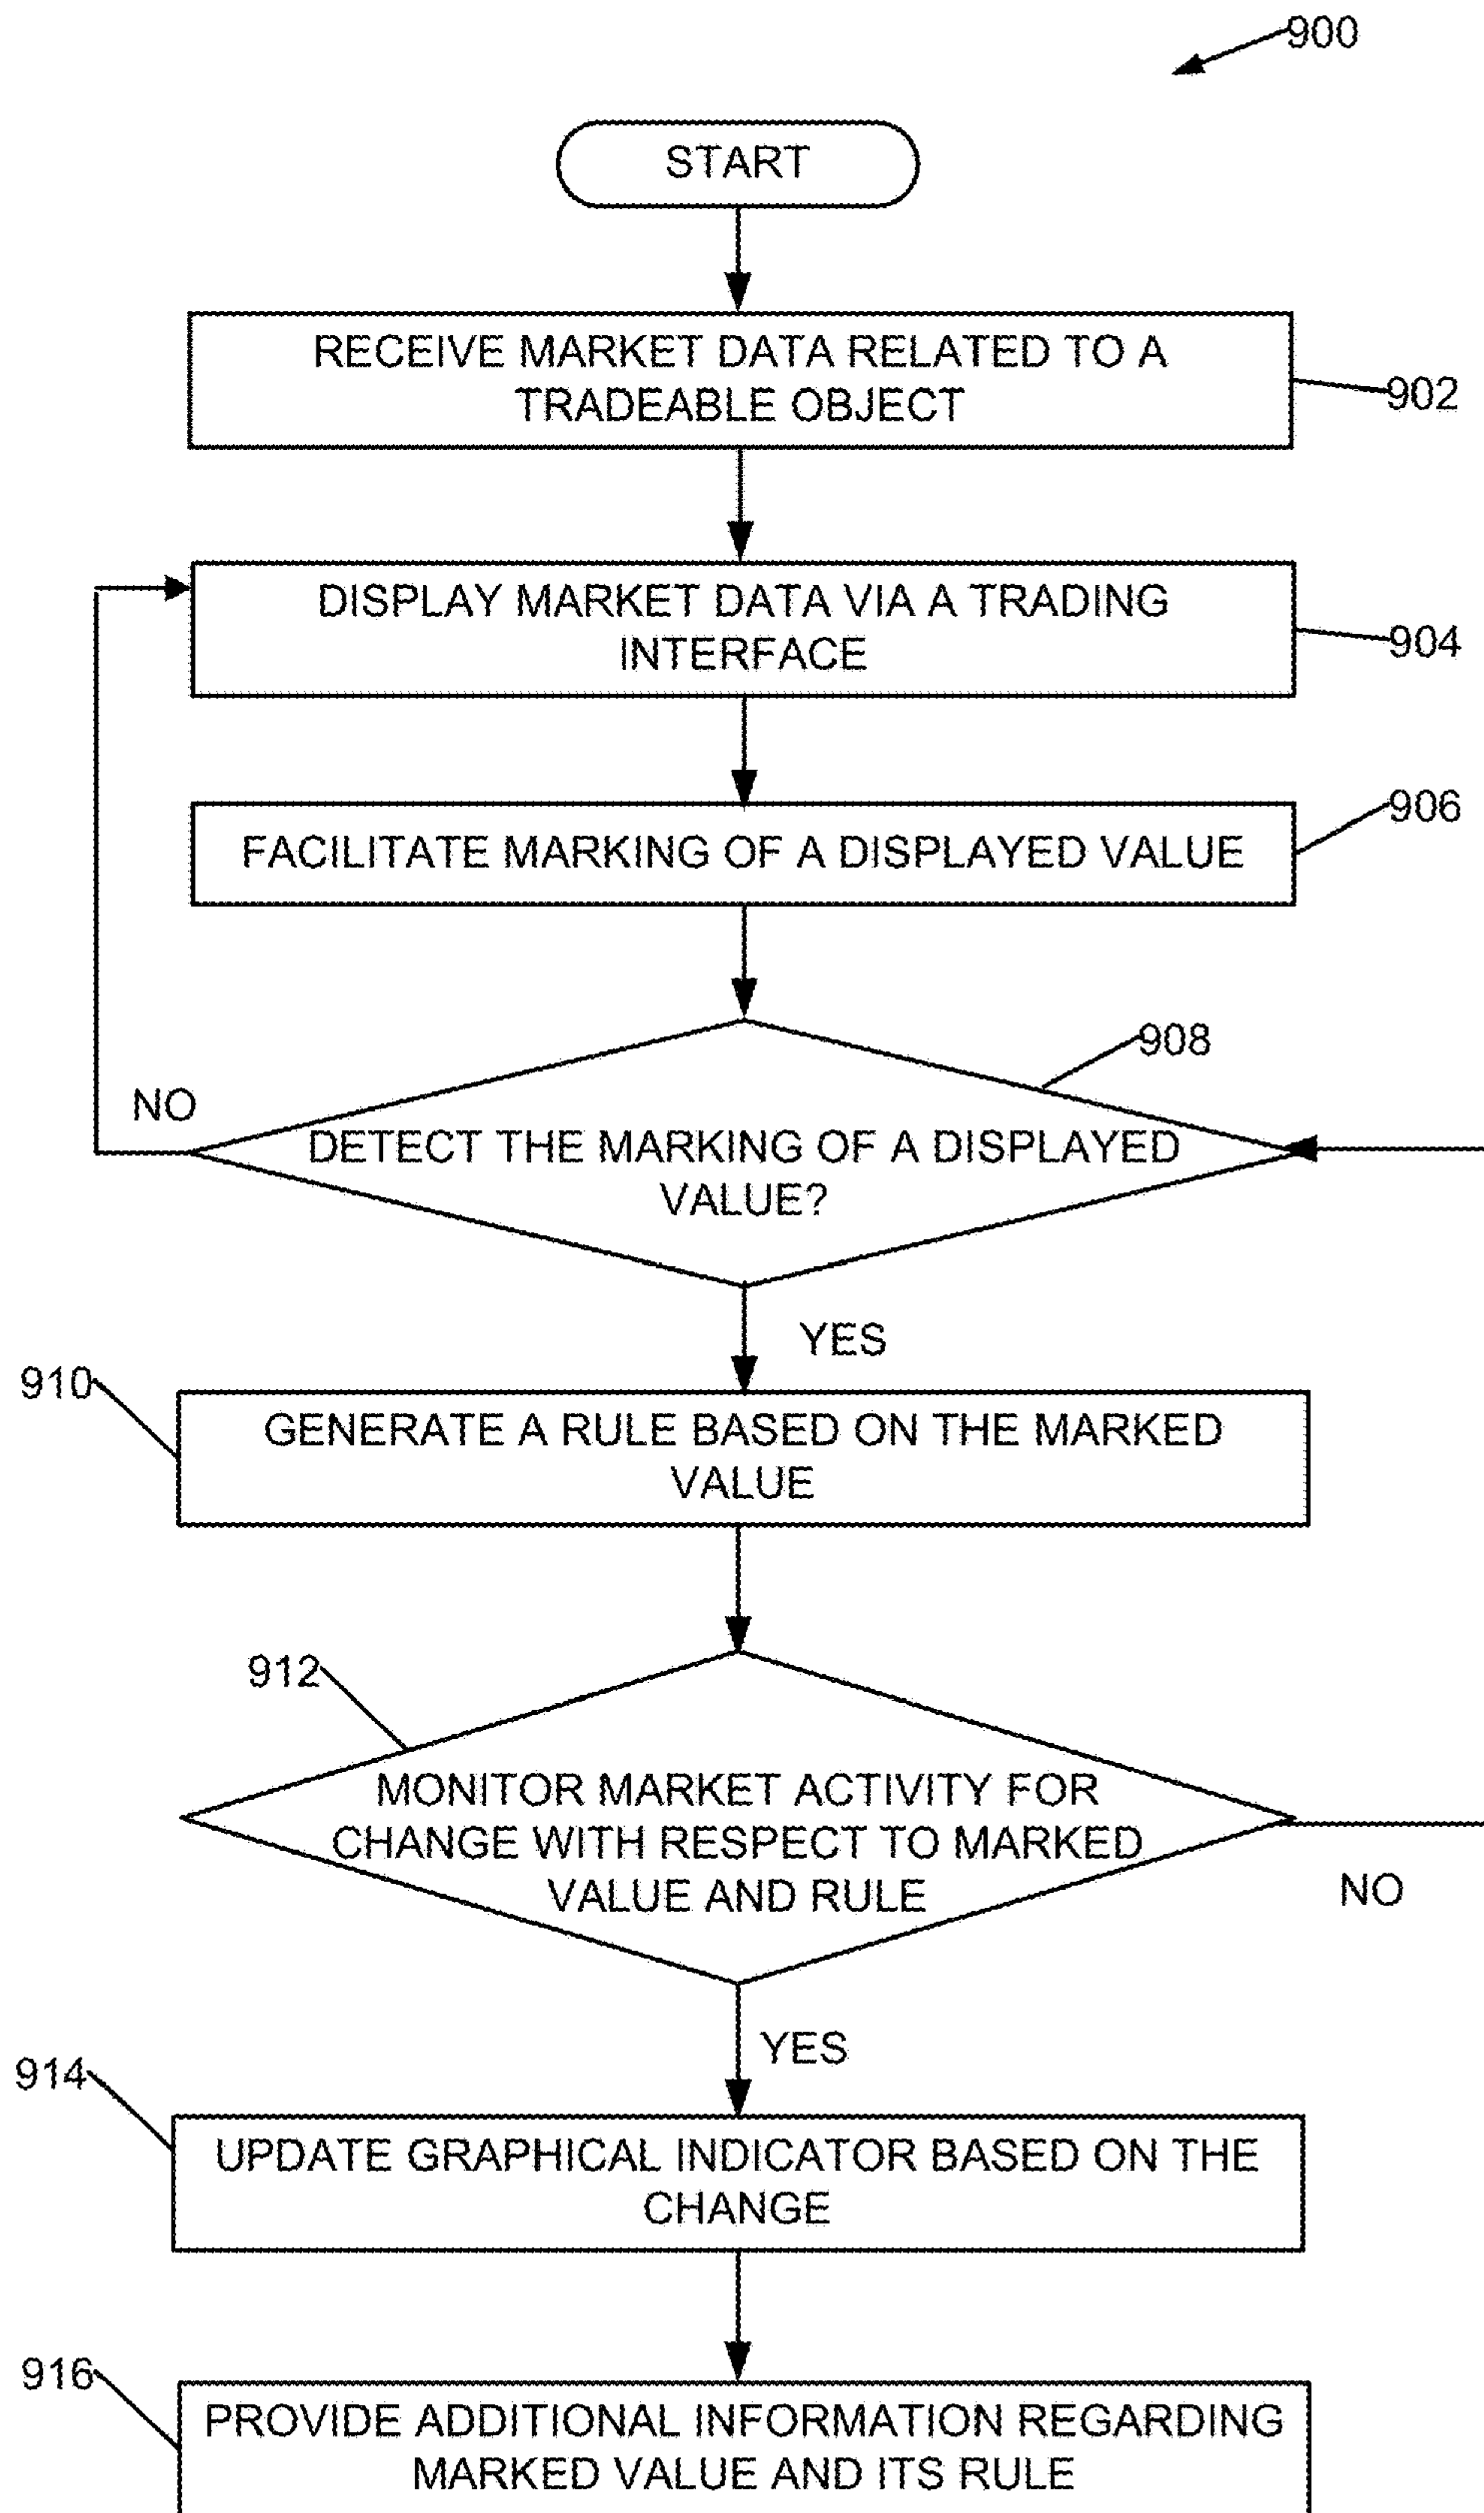 900
START
RECEIVE MARKET DATA RELATED TO A
TRADEABLE OBJECT
902
DISPLAY MARKET DATA VIA A TRADING
INTERFACE
904
FACILITATE MARKING OF A DISPLAYED VALUE
906
908
NO
DETECT THE MARKING OF A DISPLAYED
VALUE?
YES
910
GENERATE A RULE BASED ON THE MARKED
VALUE
912
MONITOR MARKET ACTIVITY FOR
CHANGE WITH RESPECT TO MARKED
VALUE AND RULE
NO
YES
914
UPDATE GRAPHICAL INDICATOR BASED ON THE
CHANGE
916
PROVIDE ADDITIONAL INFORMATION REGARDING
MARKED VALUE AND ITS RULE